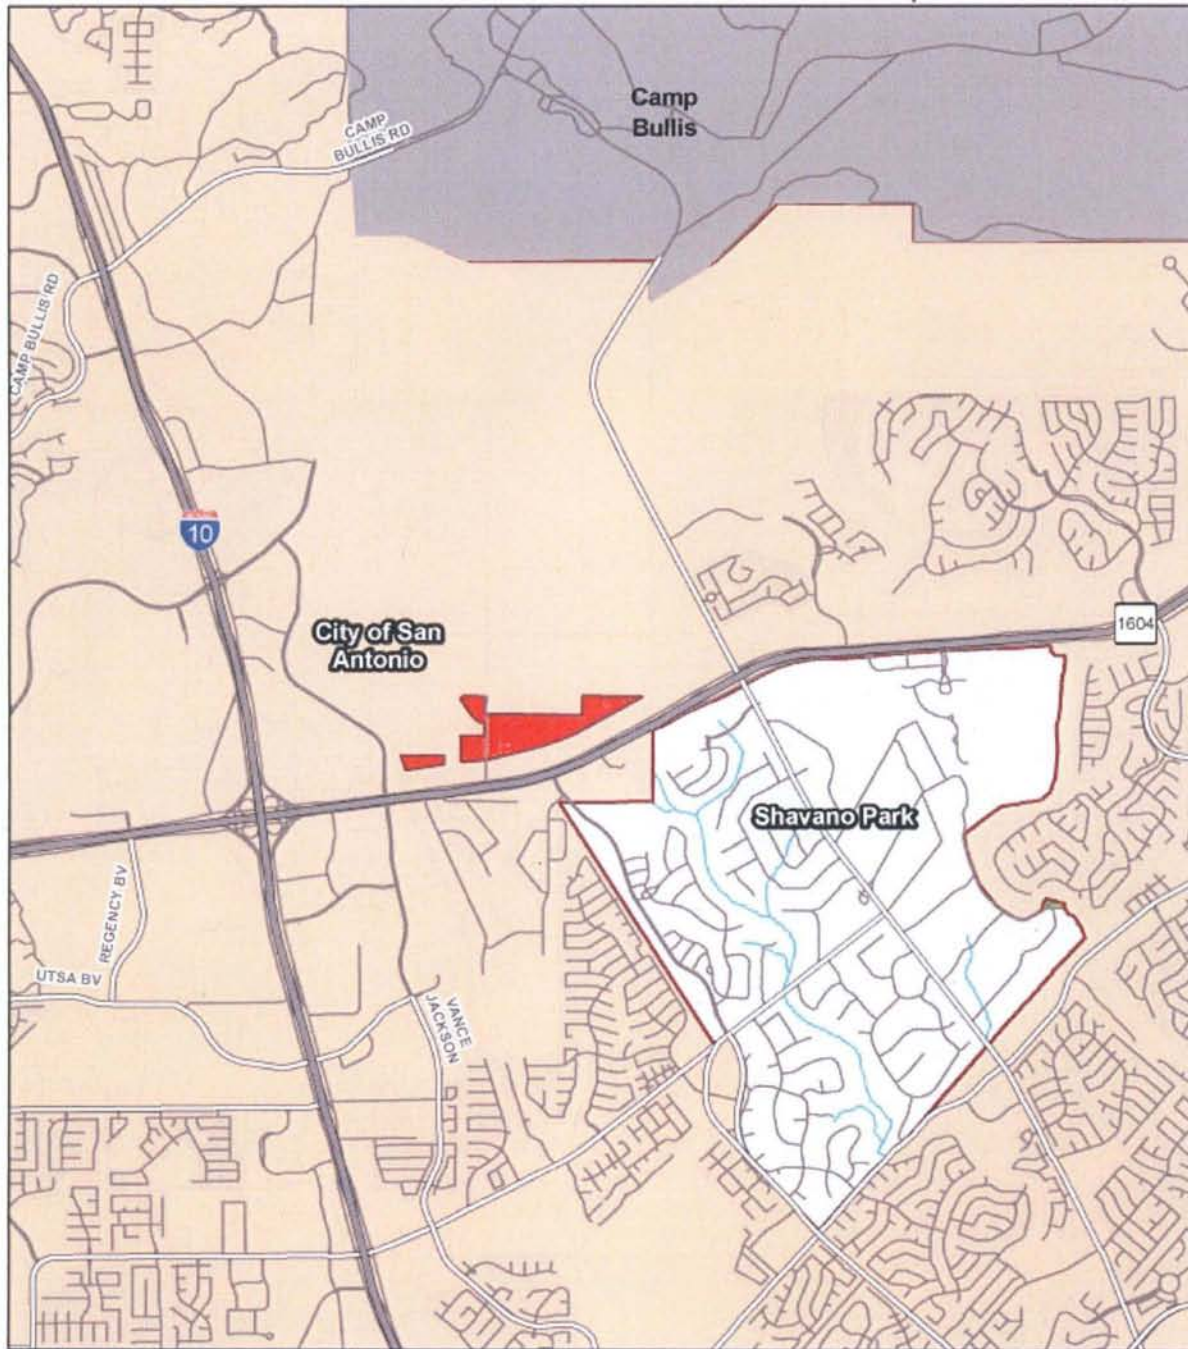 Camp
Bullis
CAMP
BULLIS RD
CAMP BULLIS RD
10
City of San
Antonio
1604
Shavano Park
REGENCY BV
UTSA BV
VANCE
JACKSON